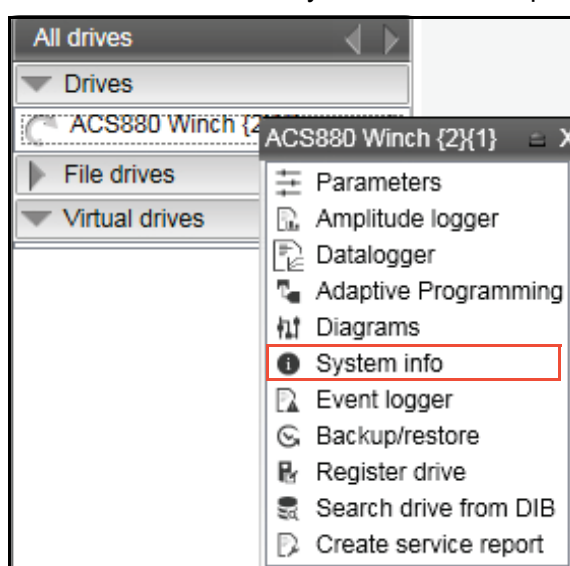 All drives
Drives
ACS880 Winch {2
ACS880 Winch {2}{1} X
File drives
Parameters
Virtual drives
Amplitude logger
Datalogger
Adaptive Programming
Diagrams
System info
Event logger
Backup/restore
Register drive
Search drive from DIB
Create service report